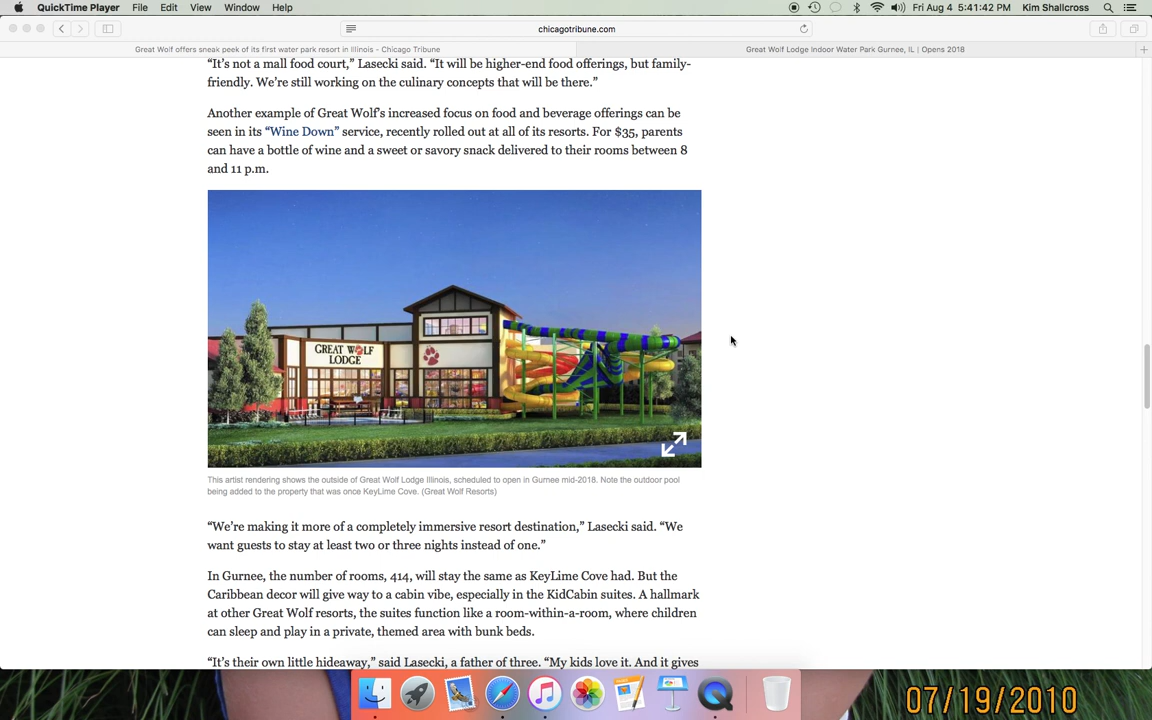 QuickTime Player File Edit View Window Help Fri Aug 4 5:41:42 PM Kim Shallcross
chicagotribune.com
Great Wolf offers sneak peek of its first water park resort in Illinois - Chicago Tribune
Great Wolf Lodge Indoor Water Park Gurnee, IL | Opens 2018
“It’s not a mall food court,” Lasecki said. “It will be higher-end food offerings, but family-
friendly. We’re still working on the culinary concepts that will be there.”
Another example of Great Wolf’s increased focus on food and beverage offerings can be
seen in its “Wine Down” service, recently rolled out at all of its resorts. For $35, parents
can have a bottle of wine and a sweet or savory snack delivered to their rooms between 8
and 11 p.m.
GREAT WOLF
LODGE
This artist rendering shows the outside of Great Wolf Lodge Illinois, scheduled to open in Gurnee mid-2018. Note the outdoor pool
being added to the property that was once KeyLime Cove. (Great Wolf Resorts)
“We’re making it more of a completely immersive resort destination,” Lasecki said. “We
want guests to stay at least two or three nights instead of one.”
In Gurnee, the number of rooms, 414, will stay the same as KeyLime Cove had. But the
Caribbean decor will give way to a cabin vibe, especially in the KidCabin suites. A hallmark
at other Great Wolf resorts, the suites function like a room-within-a-room, where children
can sleep and play in a private, themed area with bunk beds.
“It’s their own little hideaway,” said Lasecki, a father of three. “My kids love it. And it gives
07/19/2010